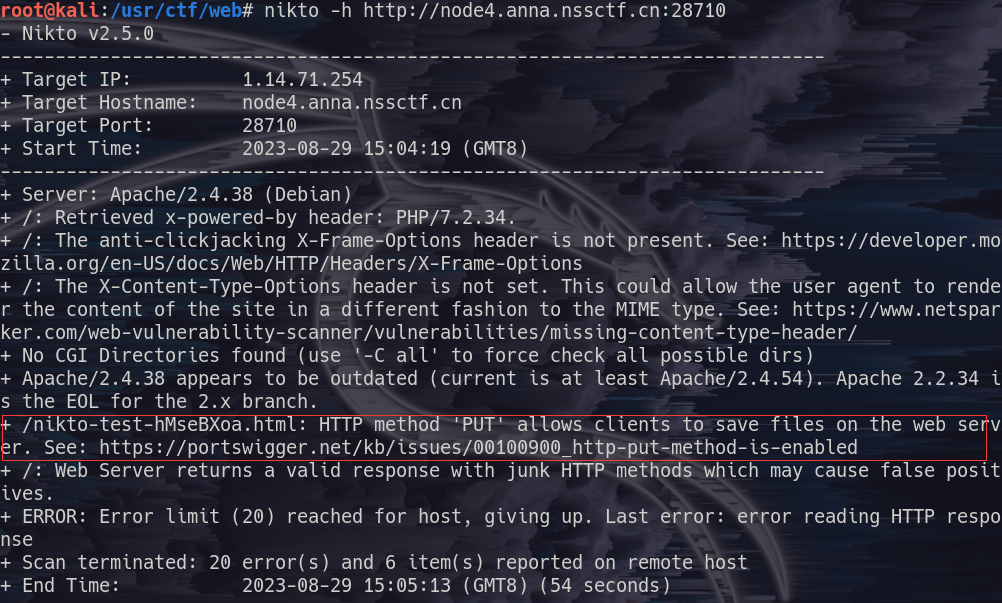 root@kali:/usr/ctf/web# nikto -h http://node4.anna.nssctf.cn:28710
- Nikto v2.5.0
---------------------------------------------------------------------------
+ Target IP:          1.14.71.254
+ Target Hostname:    node4.anna.nssctf.cn
+ Target Port:        28710
+ Start Time:         2023-08-29 15:04:19 (GMT8)
---------------------------------------------------------------------------
+ Server: Apache/2.4.38 (Debian)
+ /: Retrieved x-powered-by header: PHP/7.2.34.
+ /: The anti-clickjacking X-Frame-Options header is not present. See: https://developer.mo
zilla.org/en-US/docs/Web/HTTP/Headers/X-Frame-Options
+ /: The X-Content-Type-Options header is not set. This could allow the user agent to rende
r the content of the site in a different fashion to the MIME type. See: https://www.netspar
ker.com/web-vulnerability-scanner/vulnerabilities/missing-content-type-header/
+ No CGI Directories found (use '-C all' to force check all possible dirs)
+ Apache/2.4.38 appears to be outdated (current is at least Apache/2.4.54). Apache 2.2.34 i
s the EOL for the 2.x branch.
+ /nikto-test-hMseBXoa.html: HTTP method 'PUT' allows clients to save files on the web serv
er. See: https://portswigger.net/kb/issues/00100900_http-put-method-is-enabled
+ /: Web Server returns a valid response with junk HTTP methods which may cause false posit
ives.
+ ERROR: Error limit (20) reached for host, giving up. Last error: error reading HTTP respo
nse
+ Scan terminated: 20 error(s) and 6 item(s) reported on remote host
+ End Time:           2023-08-29 15:05:13 (GMT8) (54 seconds)